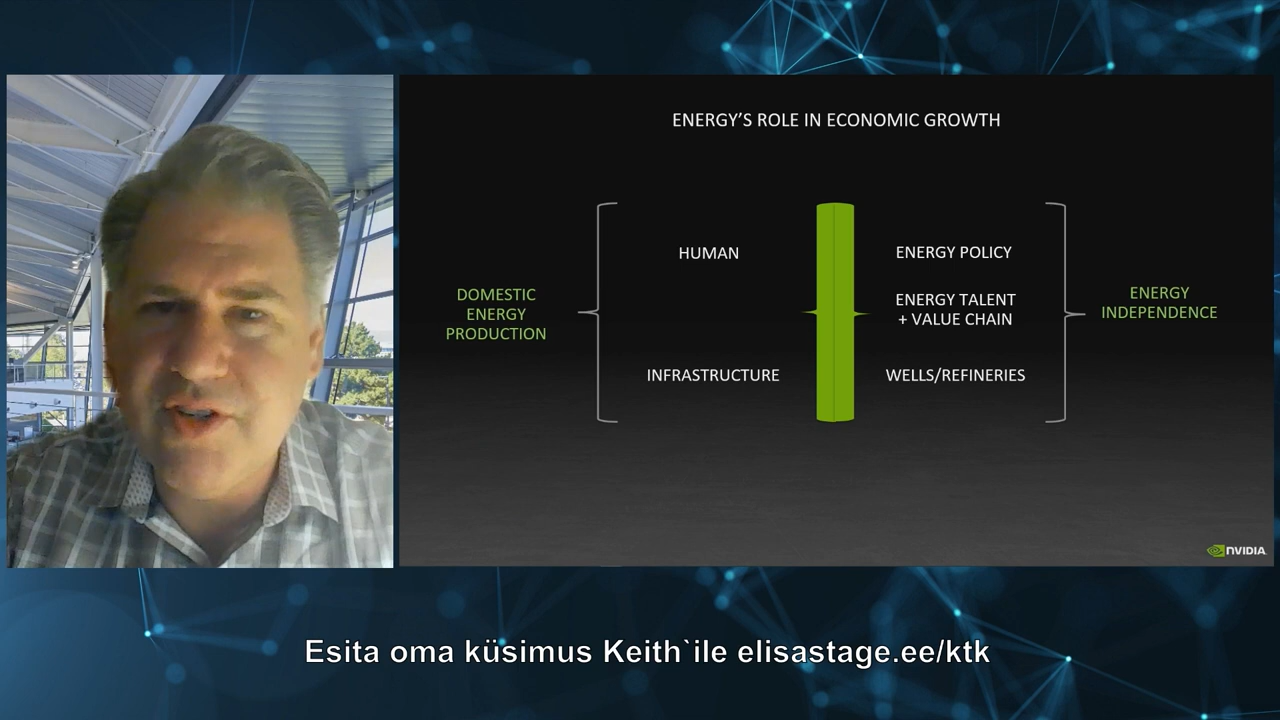 ENERGY'S ROLE IN ECONOMIC GROWTH
DOMESTIC
ENERGY
PRODUCTION
HUMAN
INFRASTRUCTURE
ENERGY POLICY
ENERGY TALENT
+ VALUE CHAIN
WELLS/REFINERIES
ENERGY
INDEPENDENCE
NVIDIA.
Esita oma küsimus Keith`ile elisastage.ee/ktk